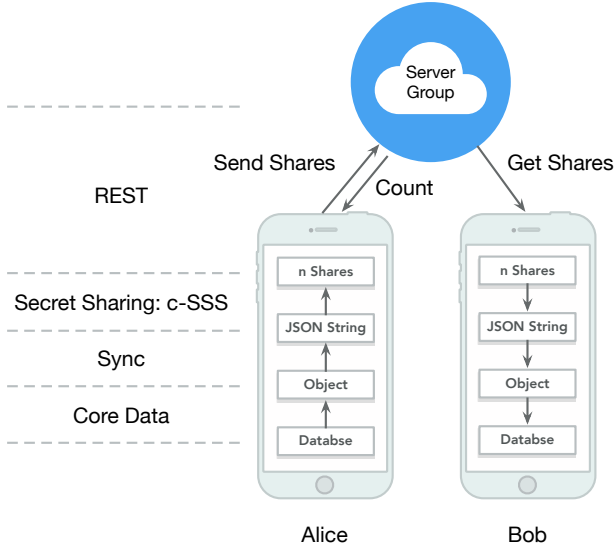 Server
Group
Send Shares
Get Shares
Count
REST
n Shares
n Shares
Secret Sharing: c-SSS
JSON String
JSON String
Sync
Object
Object
Core Data
Databse
Databse
Alice
Bob